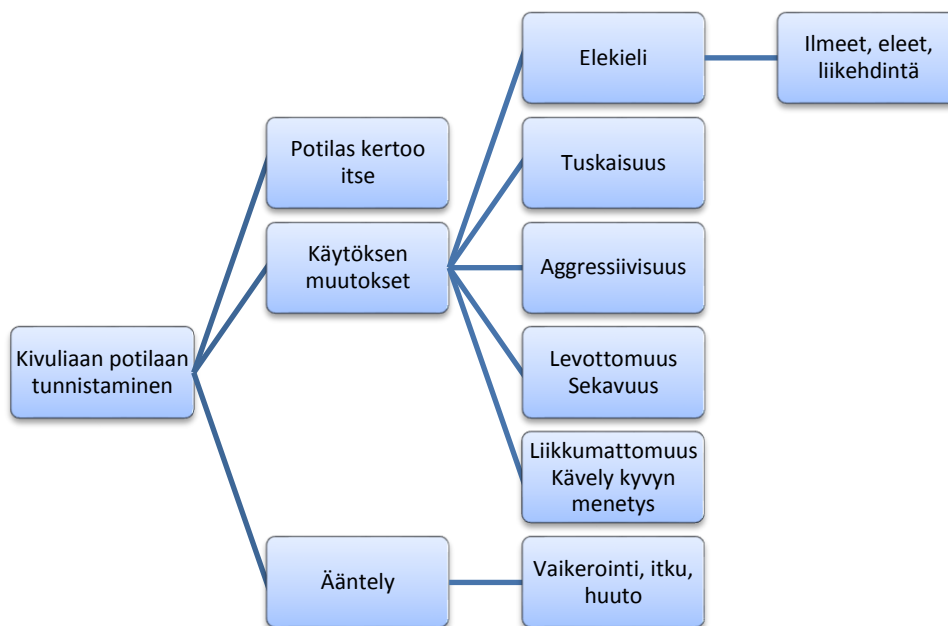 Kivuliaan potilaan
tunnistaminen
Potilas kertoo
itse
Käytöksen
muutokset
Elekieli
Ilmeet, eleet,
liikehdintä
Tuskaisuus
Aggressiivisuus
Levottomuus
Sekavuus
Liikkumattomuus
Kävely kyvyn
menetys
Ääntely
Vaikerointi, itku,
huuto